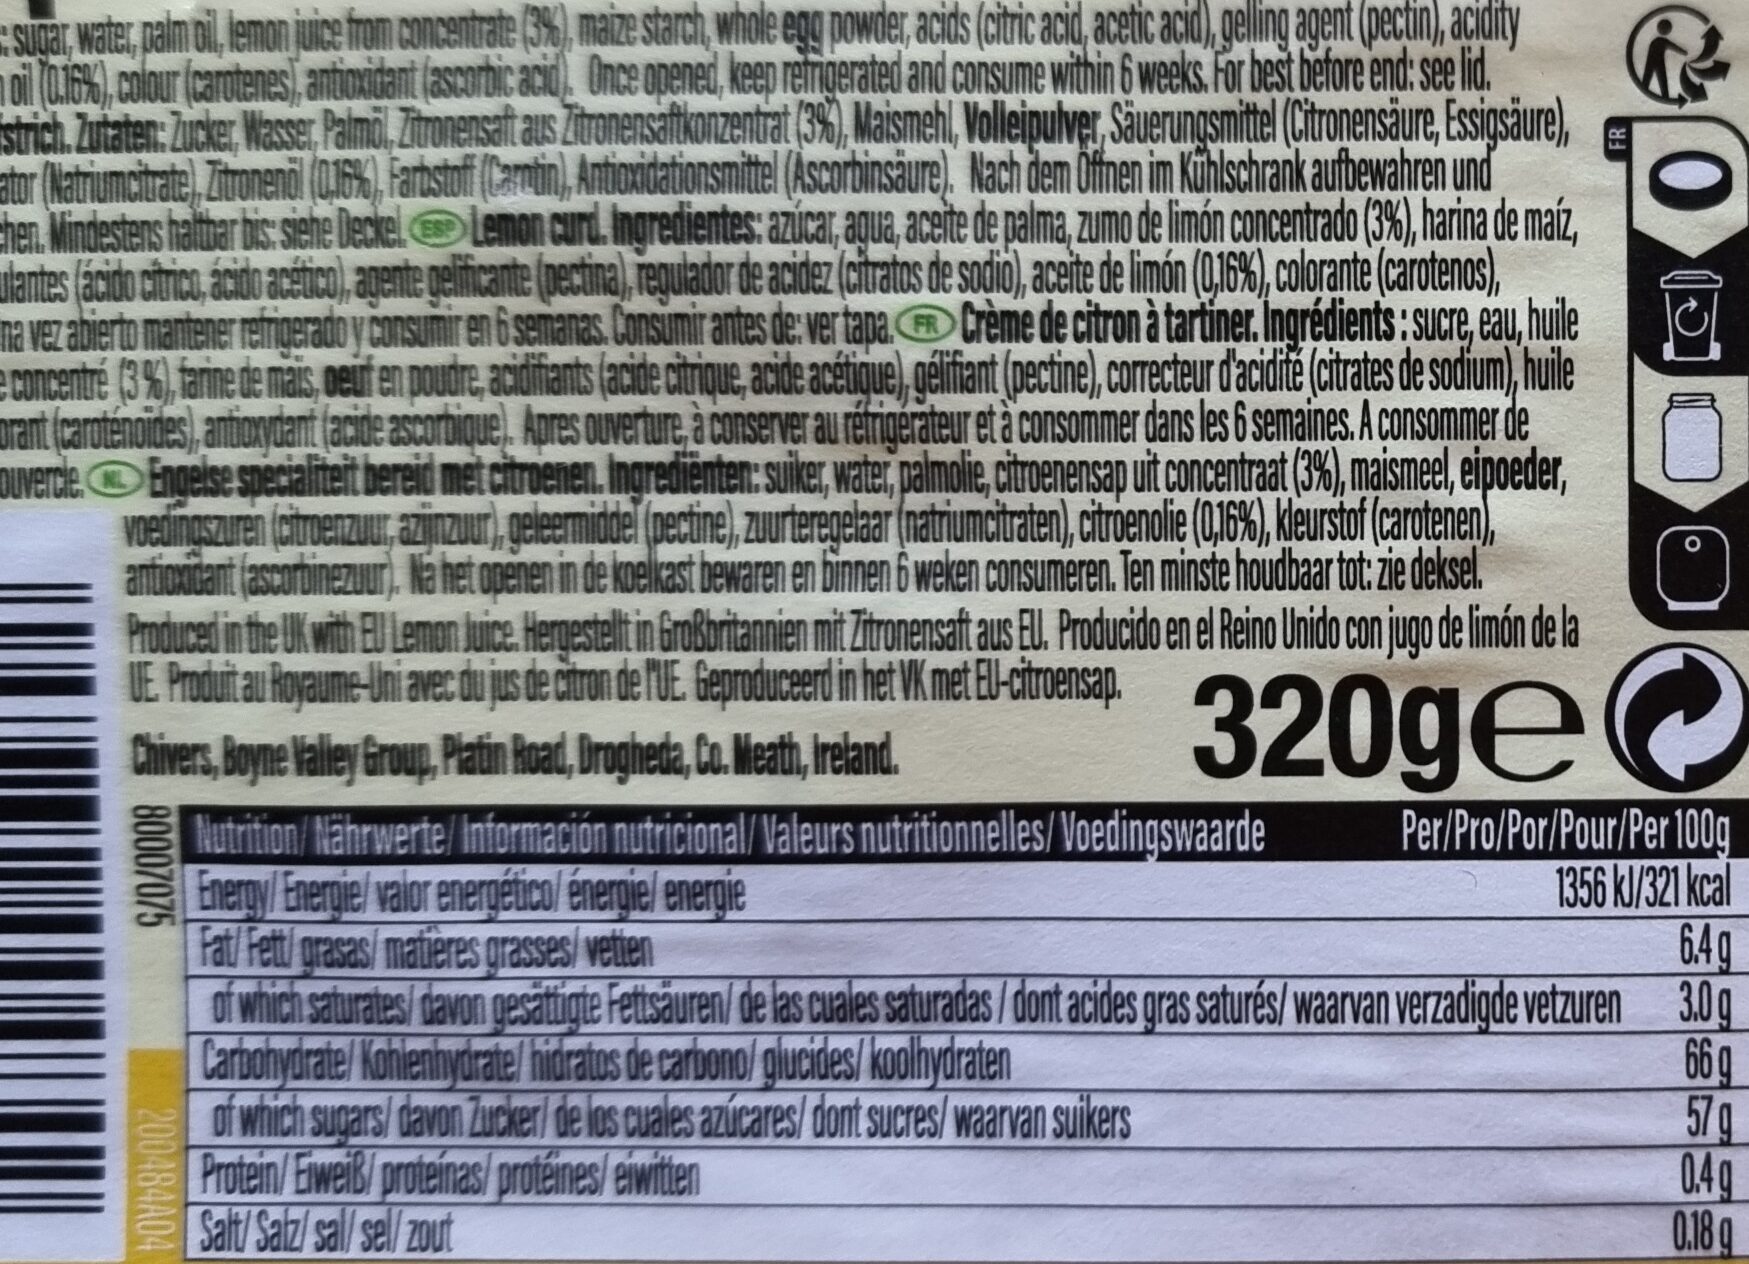 : sugar, water, palm oil, lemon juice from concentrate (3%), maize starch, whole egg powder, acids (citric acid, acetic acid), gelling agent (pectin), acidity
oil (0.16%), colour (carotenes), antioxidant (ascorbic acid). Once opened, keep refrigerated and consume within 6 weeks. For best before end: see lid.
strich. Zutaten: Zucker, Wasser, Palmöl, Zitronensaft aus Zitronensaftkonzentrat (3%), Maismehl, Volleipulver, Säuerungsmittel (Citronensäure, Essigsäure),
ator (Natriumcitrate), Zitronenöl (0,16%), Farbstoff (Carotin), Antioxidationsmittel (Ascorbinsäure). Nach dem Öffnen im Kühlschrank aufbewahren und
chen. Mindestens haltbar bis: siehe Deckel. ESP Lemon curd. Ingredientes: azúcar, agua, aceite de palma, zumo de limón concentrado (3%), harina de maíz,
ulantes (ácido cítrico, ácido acético), agente gelificante (pectina), regulador de acidez (citratos de sodio), aceite de limón (0,16%), colorante (carotenos),
na vez abierto mantener refrigerado y consumir en 6 semanas. Consumir antes de: ver tapa. FR Crème de citron à tartiner. Ingrédients : sucre, eau, huile
e concentré (3 %), farine de maïs, oeuf en poudre, acidifiants (acide citrique, acide acétique), gélifiant (pectine), correcteur d'acidité (citrates de sodium), huile
orant (caroténoïdes), antioxydant (acide ascorbique). Apres ouverture, à conserver au réfrigérateur et à consommer dans les 6 semaines. A consommer de
ouvercle. NL Engelse specialiteit bereid met citroenen. Ingrediënten: suiker, water, palmolie, citroenensap uit concentraat (3%), maismeel, eipoeder,
voedingszuren (citroenzuur, azijnzuur), geleermiddel (pectine), zuurteregelaar (natriumcitraten), citroenolie (0,16%), kleurstof (carotenen),
antioxidant (ascorbinezuur). Na het openen in de koelkast bewaren en binnen 6 weken consumeren. Ten minste houdbaar tot: zie deksel.
Produced in the UK with EU Lemon Juice. Hergestellt in Großbritannien mit Zitronensaft aus EU. Producido en el Reino Unido con jugo de limón de la
UE. Produit au Royaume-Uni avec du jus de citron de l'UE. Geproduceerd in het VK met EU-citroensap.
Chivers, Boyne Valley Group, Platin Road, Drogheda, Co. Meath, Ireland.
320g e
FR
80007075
200484A04
Nutrition/ Nährwerte/ Información nutricional/ Valeurs nutritionnelles/ Voedingswaarde Per/Pro/Por/Pour/Per 100g
Energy/ Energie/ valor energético/ énergie/ energie 1356 kJ/321 kcal
Fat/ Fett/ grasas/ matières grasses/ vetten 6.4 g
of which saturates/ davon gesättigte Fettsäuren/ de las cuales saturadas / dont acides gras saturés/ waarvan verzadigde vetzuren 3.0 g
Carbohydrate/ Kohlenhydrate/ hidratos de carbono/ glucides/ koolhydraten 66 g
of which sugars/ davon Zucker/ de los cuales azúcares/ dont sucres/ waarvan suikers 57 g
Protein/ Eiweiß/ proteínas/ protéines/ eiwitten 0.4 g
Salt/ Salz/ sal/ sel/ zout 0.18 g